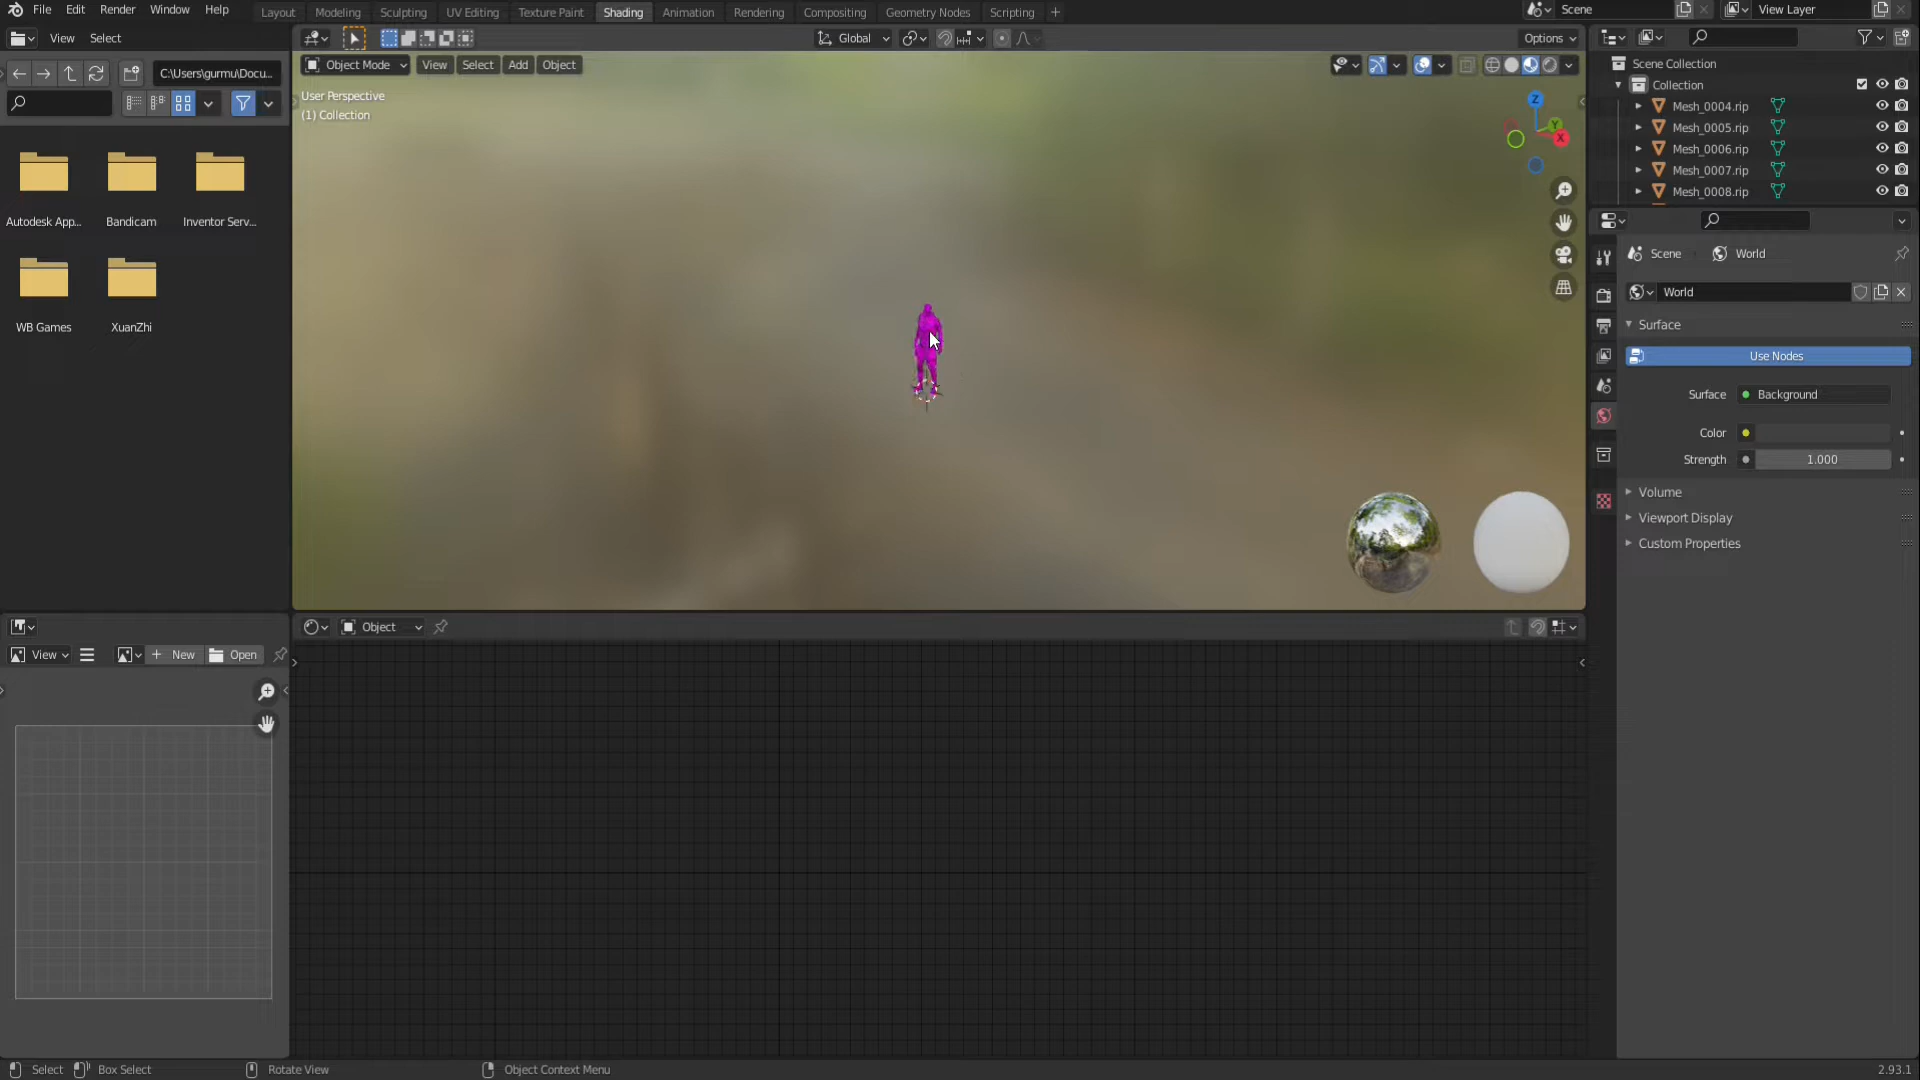 File Edit Render Window Help Layout Modeling Sculpting UV Editing Texture Paint Shading Animation Rendering Compositing Geometry Nodes Scripting + Scene View Layer
View Select Global Options
C:\Users\gurmu\Docu... Object Mode View Select Add Object Scene Collection
User Perspective Collection
(1) Collection Mesh_0004.rip
Z Y X Mesh_0005.rip
Mesh_0006.rip
Mesh_0007.rip
Mesh_0008.rip
Autodesk App... Bandicam Inventor Serv...
WB Games XuanZhi
Scene World
World
Surface
Use Nodes
Surface Background
Color
Strength 1.000
Volume
Viewport Display
Custom Properties
Object
View New Open
Select Box Select Rotate View Object Context Menu 2.93.1